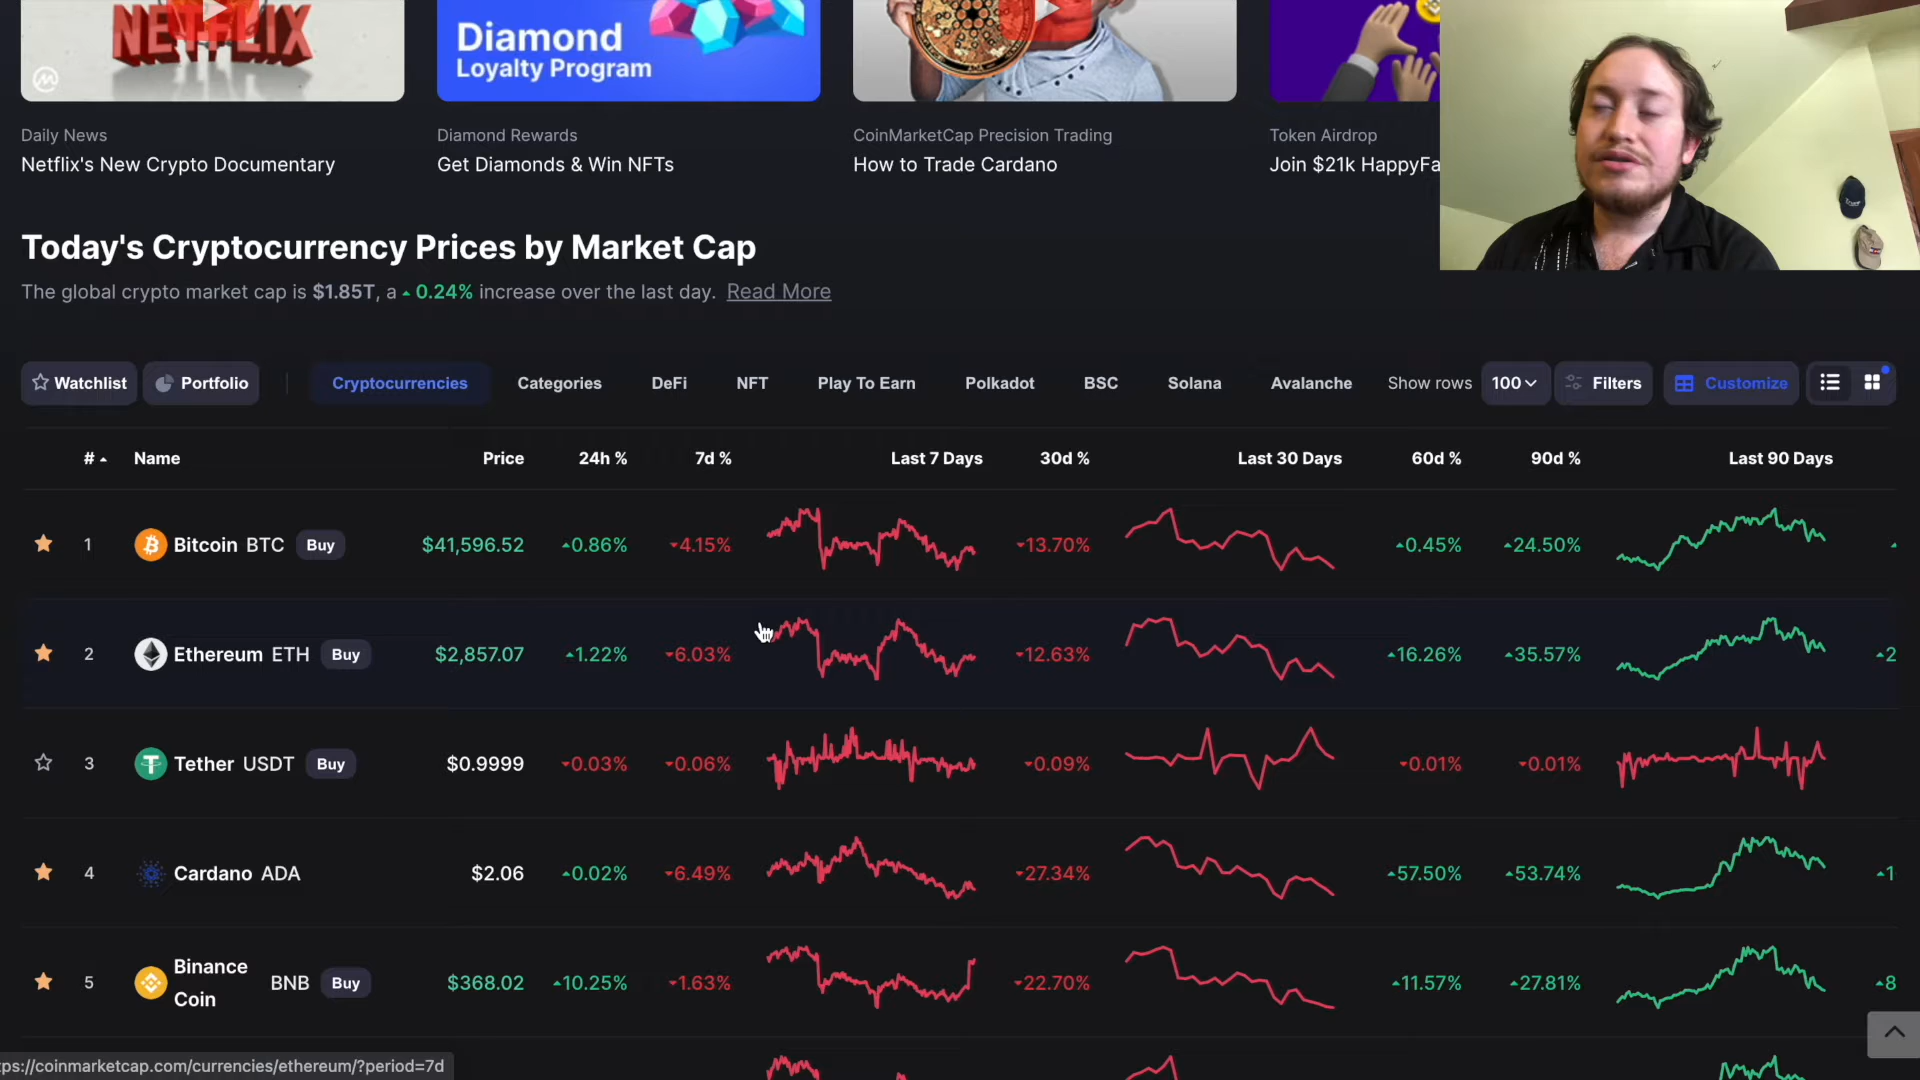 NETFLIX
Diamond
Loyalty Program
Daily News
Netflix's New Crypto Documentary
Diamond Rewards
Get Diamonds & Win NFTs
CoinMarketCap Precision Trading
How to Trade Cardano
Token Airdrop
Join $21k HappyFa
Today's Cryptocurrency Prices by Market Cap
The global crypto market cap is $1.85T, a 0.24% increase over the last day. Read More
Watchlist Portfolio Cryptocurrencies Categories DeFi NFT Play To Earn Polkadot BSC Solana Avalanche Show rows 100 Filters Customize
# Name Price 24h % 7d % Last 7 Days 30d % Last 30 Days 60d % 90d % Last 90 Days
1 Bitcoin BTC Buy $41,596.52 0.86% 4.15% 13.70% 0.45% 24.50%
2 Ethereum ETH Buy $2,857.07 1.22% 6.03% 12.63% 16.26% 35.57% 2
3 Tether USDT Buy $0.9999 0.03% 0.06% 0.09% 0.01% 0.01%
4 Cardano ADA $2.06 0.02% 6.49% 27.34% 57.50% 53.74% 1
5 Binance Coin BNB Buy $368.02 10.25% 1.63% 22.70% 11.57% 27.81% 8
ps://coinmarketcap.com/currencies/ethereum/?period=7d